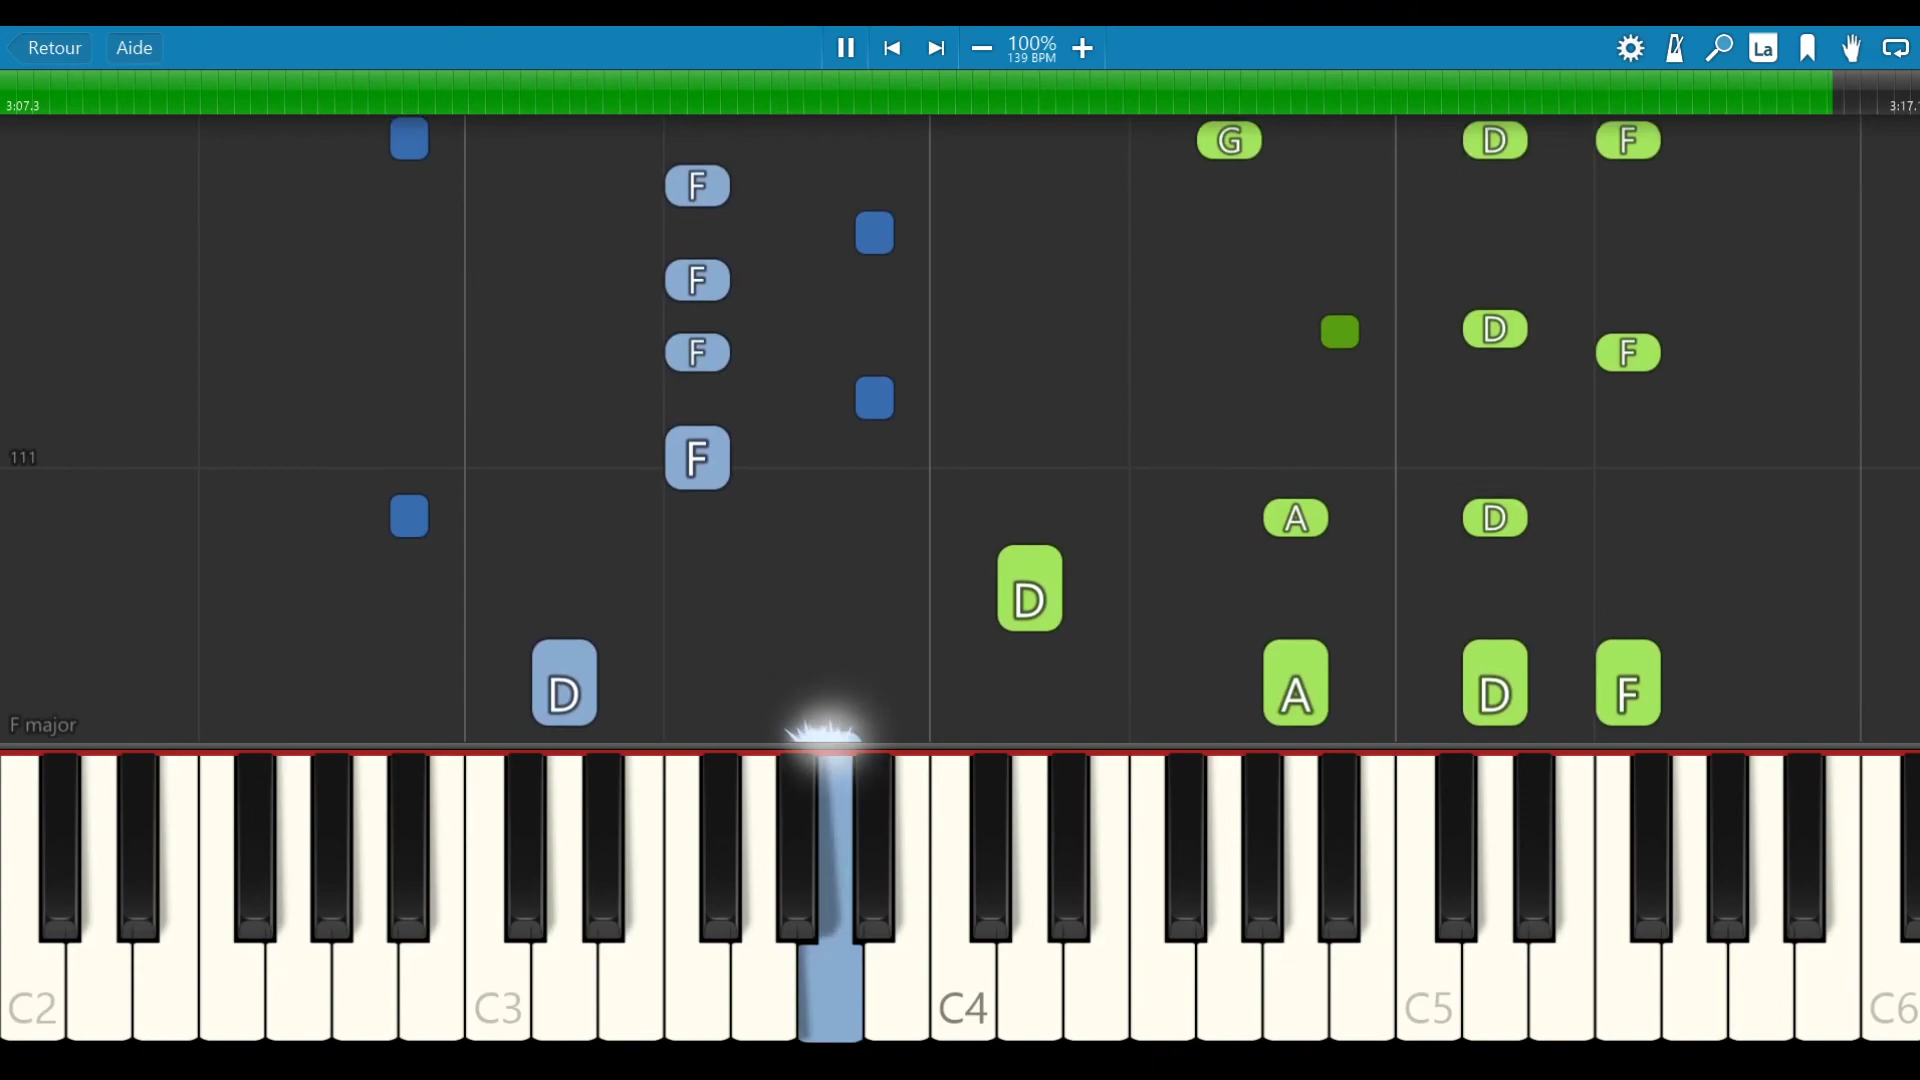 Retour Aide 100% La
139 BPM
3:07.3 3:17.
G D F
F
F
D
F F
111
F
A D
D
D A D F
F major
C2 C3 C4 C5 C6